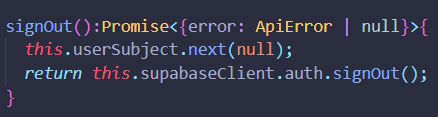 signOut():Promise<{error: ApiError | null}>{
this.userSubject.next(null);
return this.supabaseClient.auth.signOut();
}